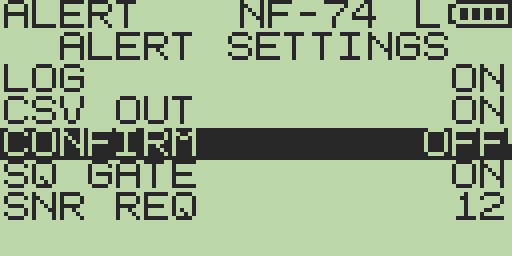 ALERT NF-74 L
ALERT SETTINGS
LOG ON
CSV OUT ON
CONFIRM OFF
SQ GATE ON
SNR REQ 12